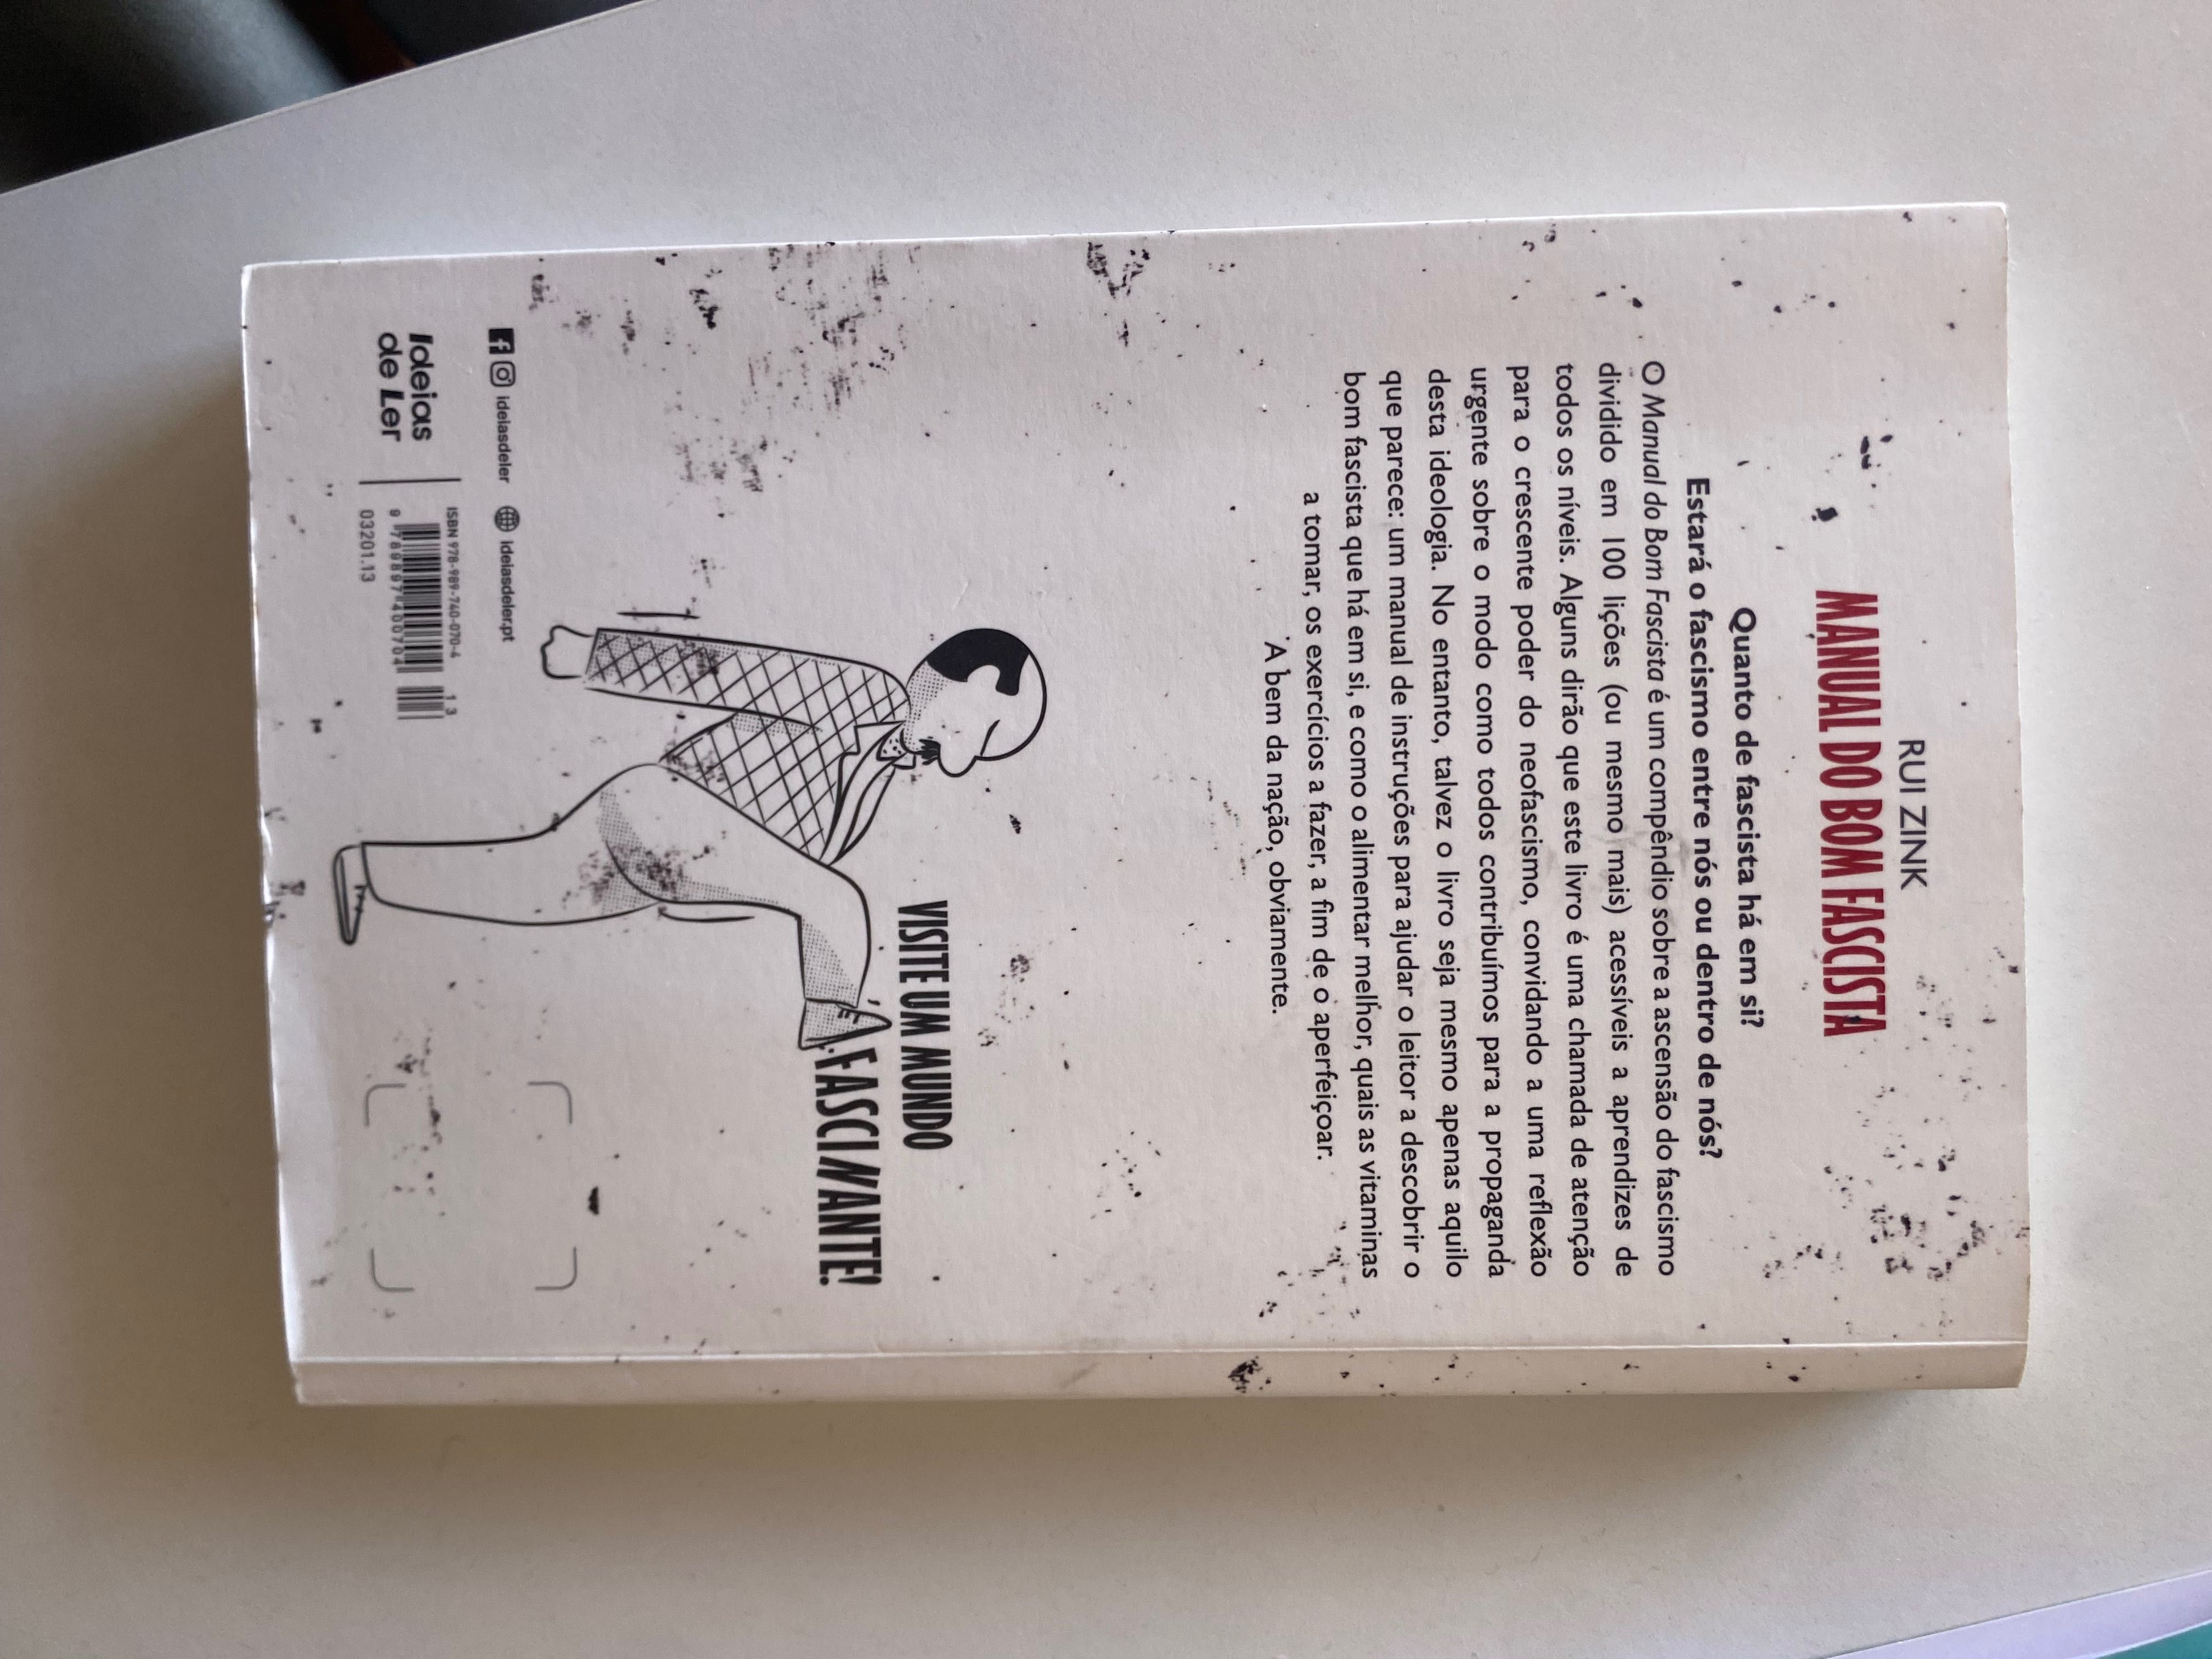 RUI ZINK
MANUAL DO BOM FASCISTA
Quanto de fascista há em si?
Estará o fascismo entre nós ou dentro de nós?
O Manual do Bom Fascista é um compêndio sobre a ascensão do fascismo
dividido em 100 lições (ou mesmo mais) acessíveis a aprendizes de
todos os níveis. Alguns dirão que este livro é uma chamada de atenção
para o crescente poder do neofascismo, convidando a uma reflexão
urgente sobre o modo como todos contribuímos para a propaganda
desta ideologia. No entanto, talvez o livro seja mesmo apenas aquilo
que parece: um manual de instruções para ajudar o leitor a descobrir o
bom fascista que há em si, e como o alimentar melhor, quais as vitaminas
a tomar, os exercícios a fazer, a fim de o aperfeiçoar.
A bem da nação, obviamente.
VISITE UM MUNDO
FASCINANTE!
ideiasdeler ideiasdeler.pt
Ideias
de Ler
ISBN 978-989-740-070-4
13
9 789897 400704
03201.13